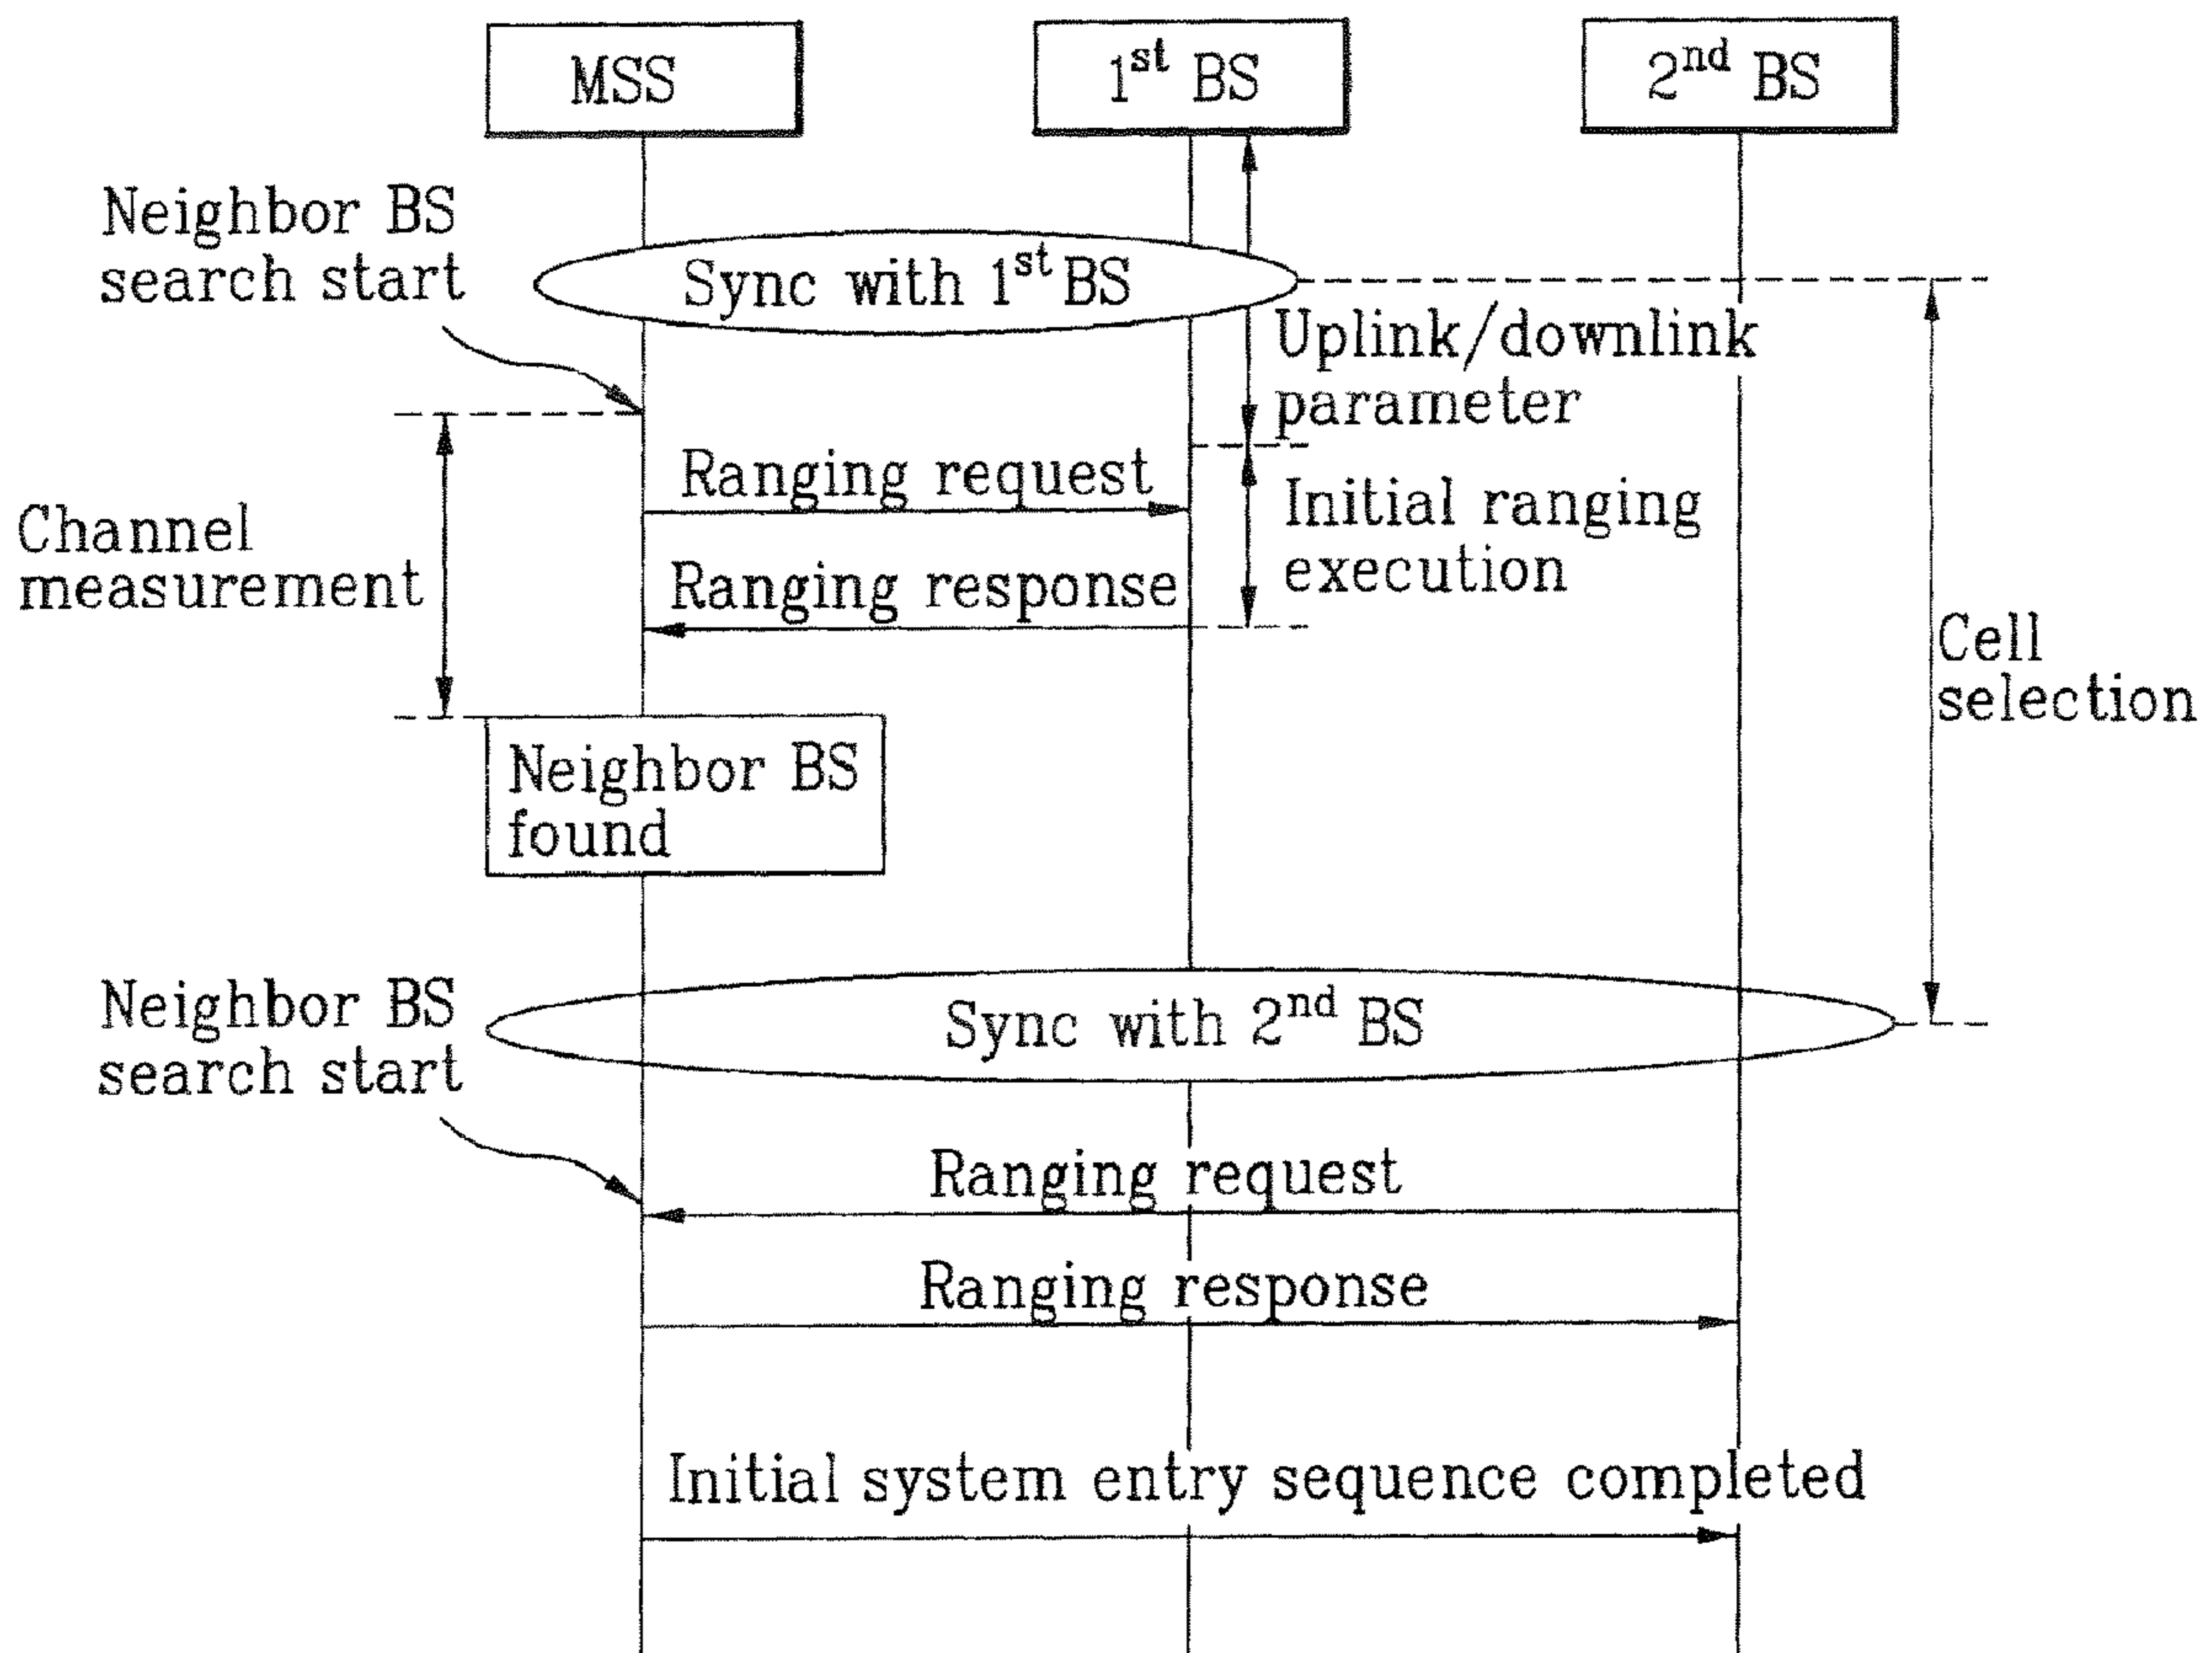 MSS
1st BS
2nd BS
Neighbor BS
search start
Sync with 1st BS
Uplink/downlink
parameter
Ranging request
Initial ranging
execution
Channel
measurement
Ranging response
Cell
selection
Neighbor BS
found
Neighbor BS
search start
Sync with 2nd BS
Ranging request
Ranging response
Initial system entry sequence completed